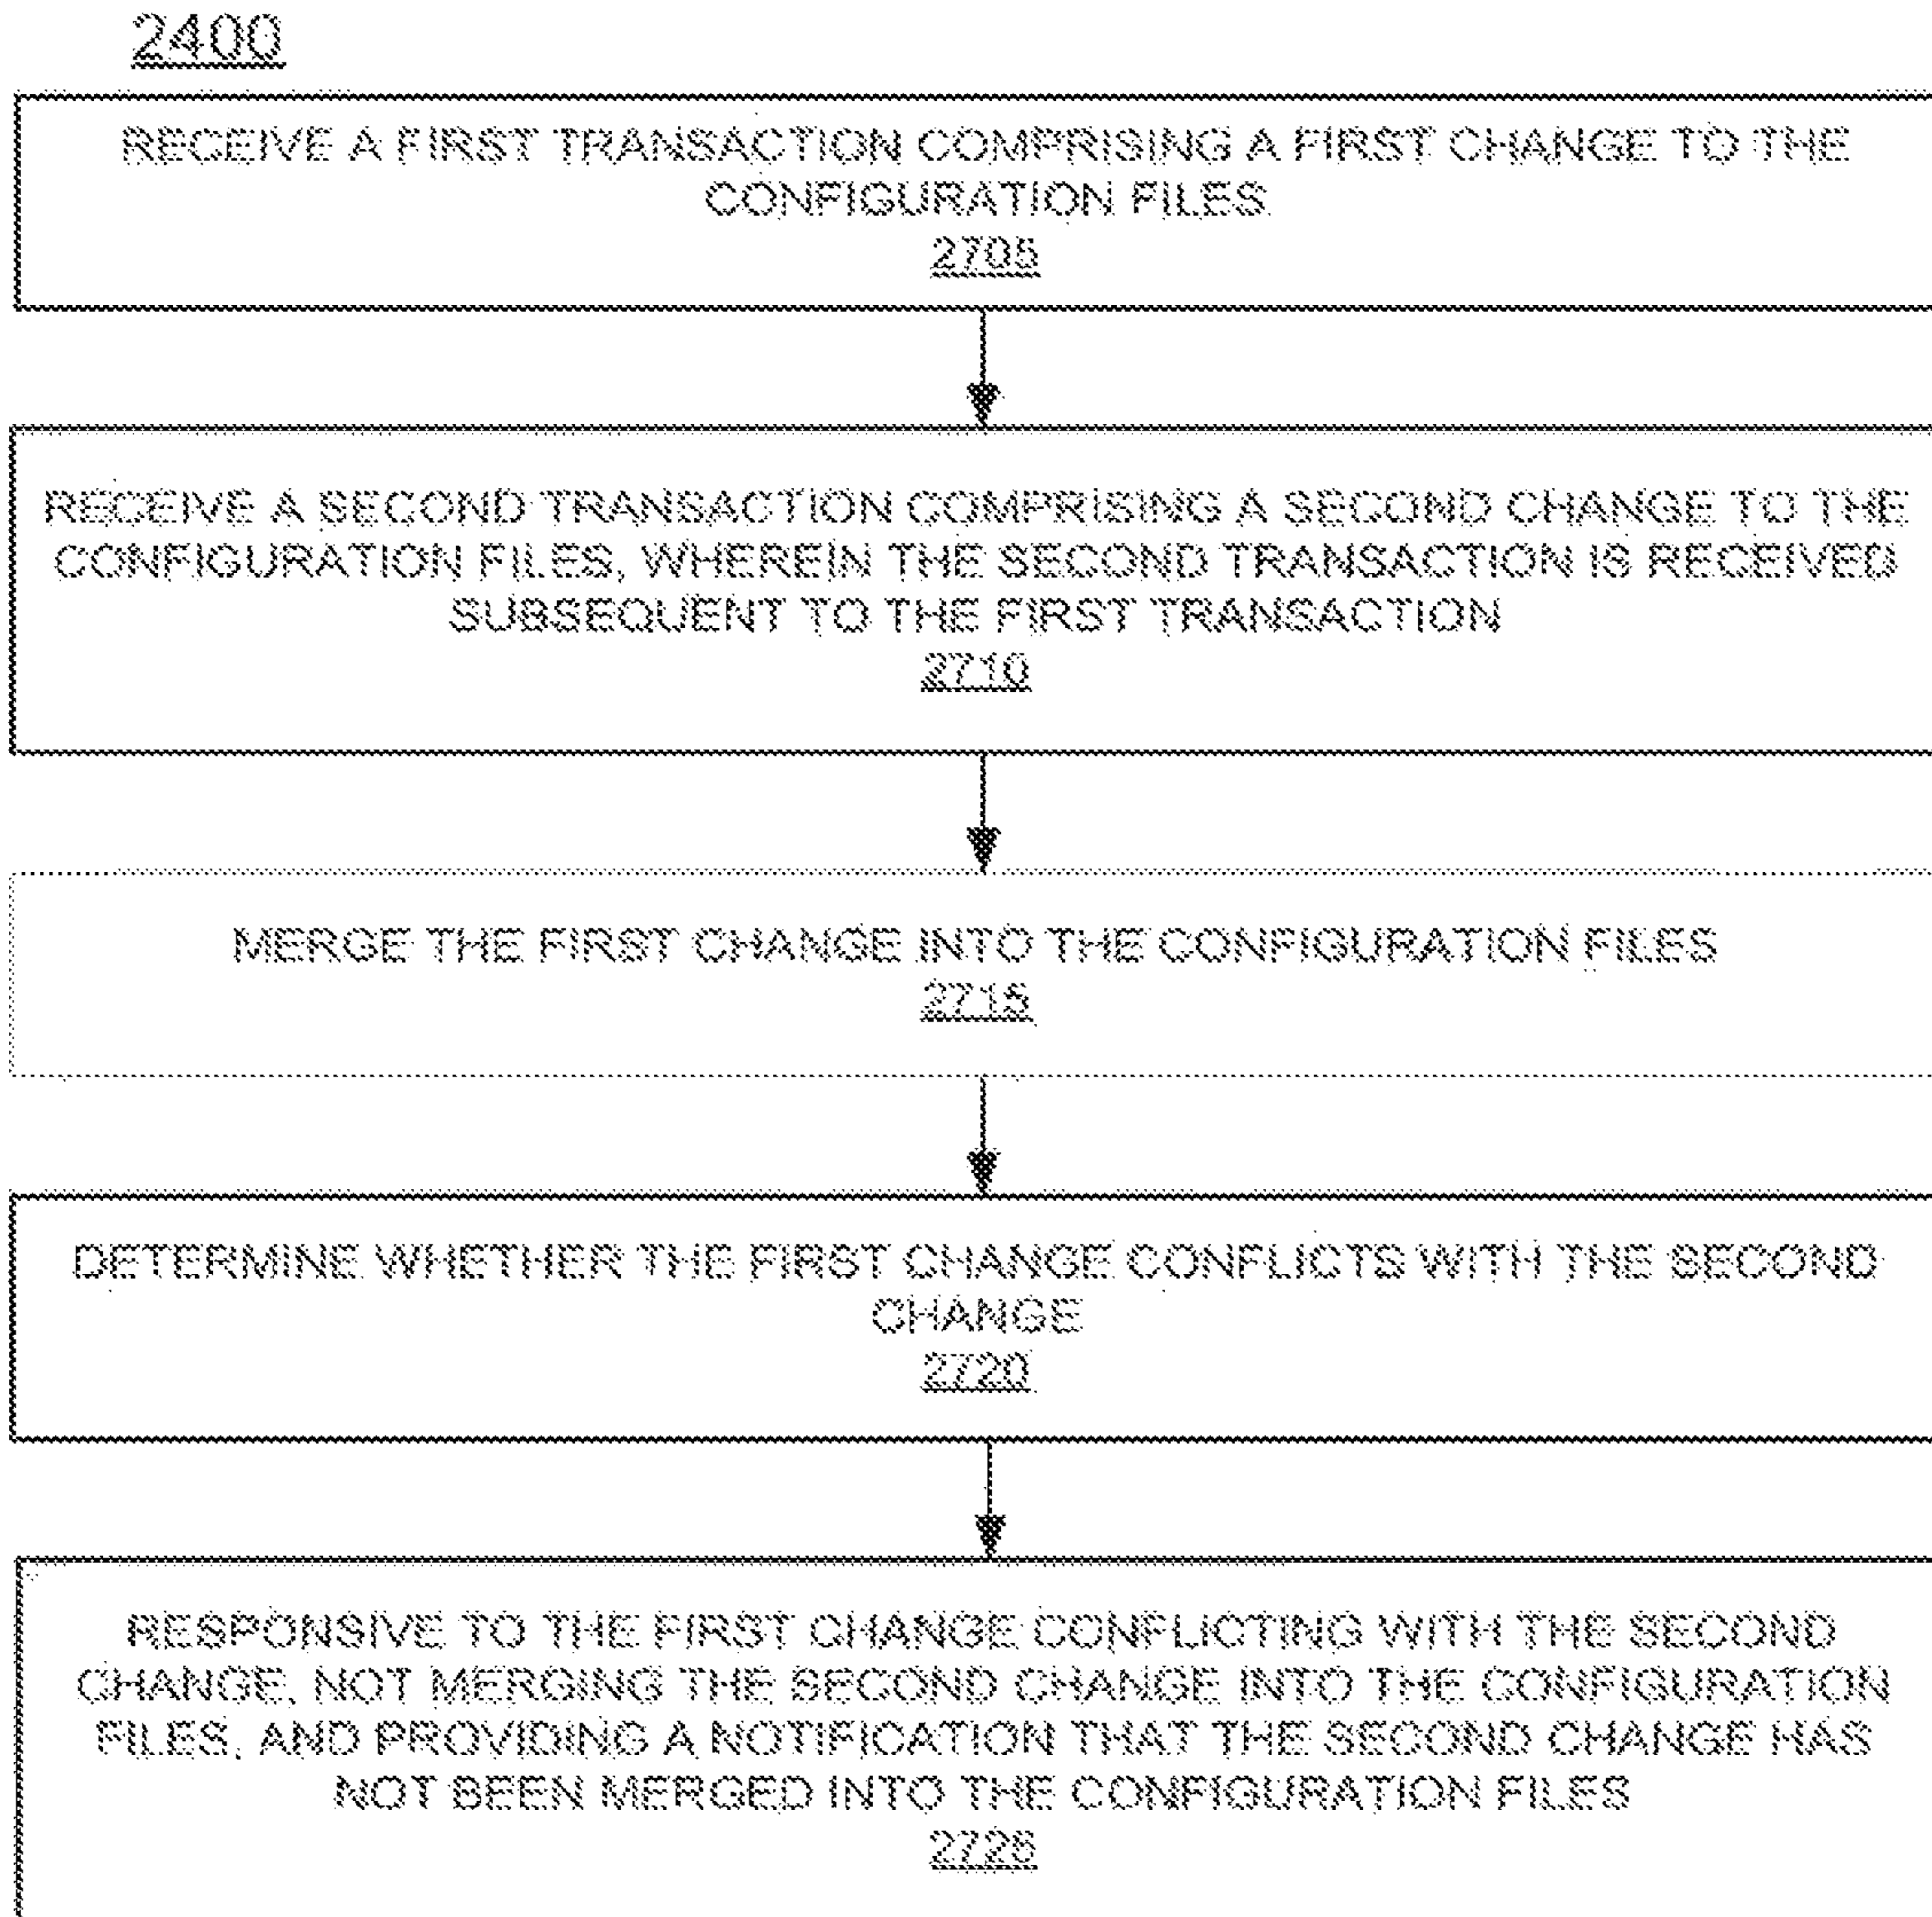 2400
RECEIVE A FIRST TRANSACTION COMPRISING A FIRST CHANGE TO THE
CONFIGURATION FILES
2705
RECEIVE A SECOND TRANSACTION COMPRISING A SECOND CHANGE TO THE
CONFIGURATION FILES, WHEREIN THE SECOND TRANSACTION IS RECEIVED
SUBSEQUENT TO THE FIRST TRANSACTION
2710
MERGE THE FIRST CHANGE INTO THE CONFIGURATION FILES
2715
DETERMINE WHETHER THE FIRST CHANGE CONFLICTS WITH THE SECOND
CHANGE
2720
RESPONSIVE TO THE FIRST CHANGE CONFLICTING WITH THE SECOND
CHANGE, NOT MERGING THE SECOND CHANGE INTO THE CONFIGURATION
FILES, AND PROVIDING A NOTIFICATION THAT THE SECOND CHANGE HAS
NOT BEEN MERGED INTO THE CONFIGURATION FILES
2725